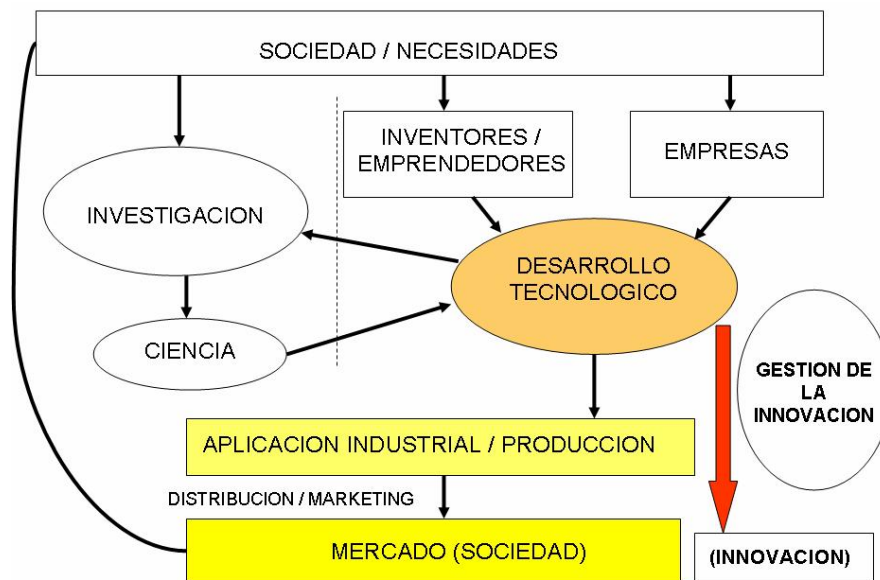 SOCIEDAD / NECESIDADES
INVENTORES /
EMPRENDEDORES
EMPRESAS
INVESTIGACION
DESARROLLO
TECNOLOGICO
CIENCIA
GESTION DE
LA
INNOVACION
APLICACION INDUSTRIAL / PRODUCCION
DISTRIBUCION / MARKETING
MERCADO (SOCIEDAD)
(INNOVACION)